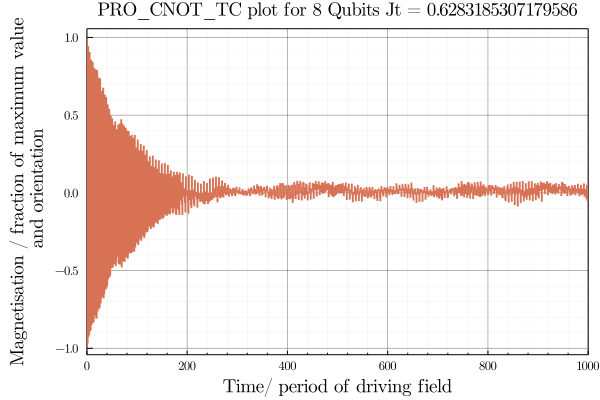 PRO_CNOT_TC plot for 8 Qubits Jt = 0.6283185307179586
Magnetisation / fraction of maximum value
and orientation
1.0
0.5
0.0
−0.5
−1.0
0 200 400 600 800 1000
Time/ period of driving field